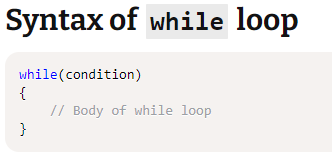 Syntax of while loop
while(condition)
{
    // Body of while loop
}